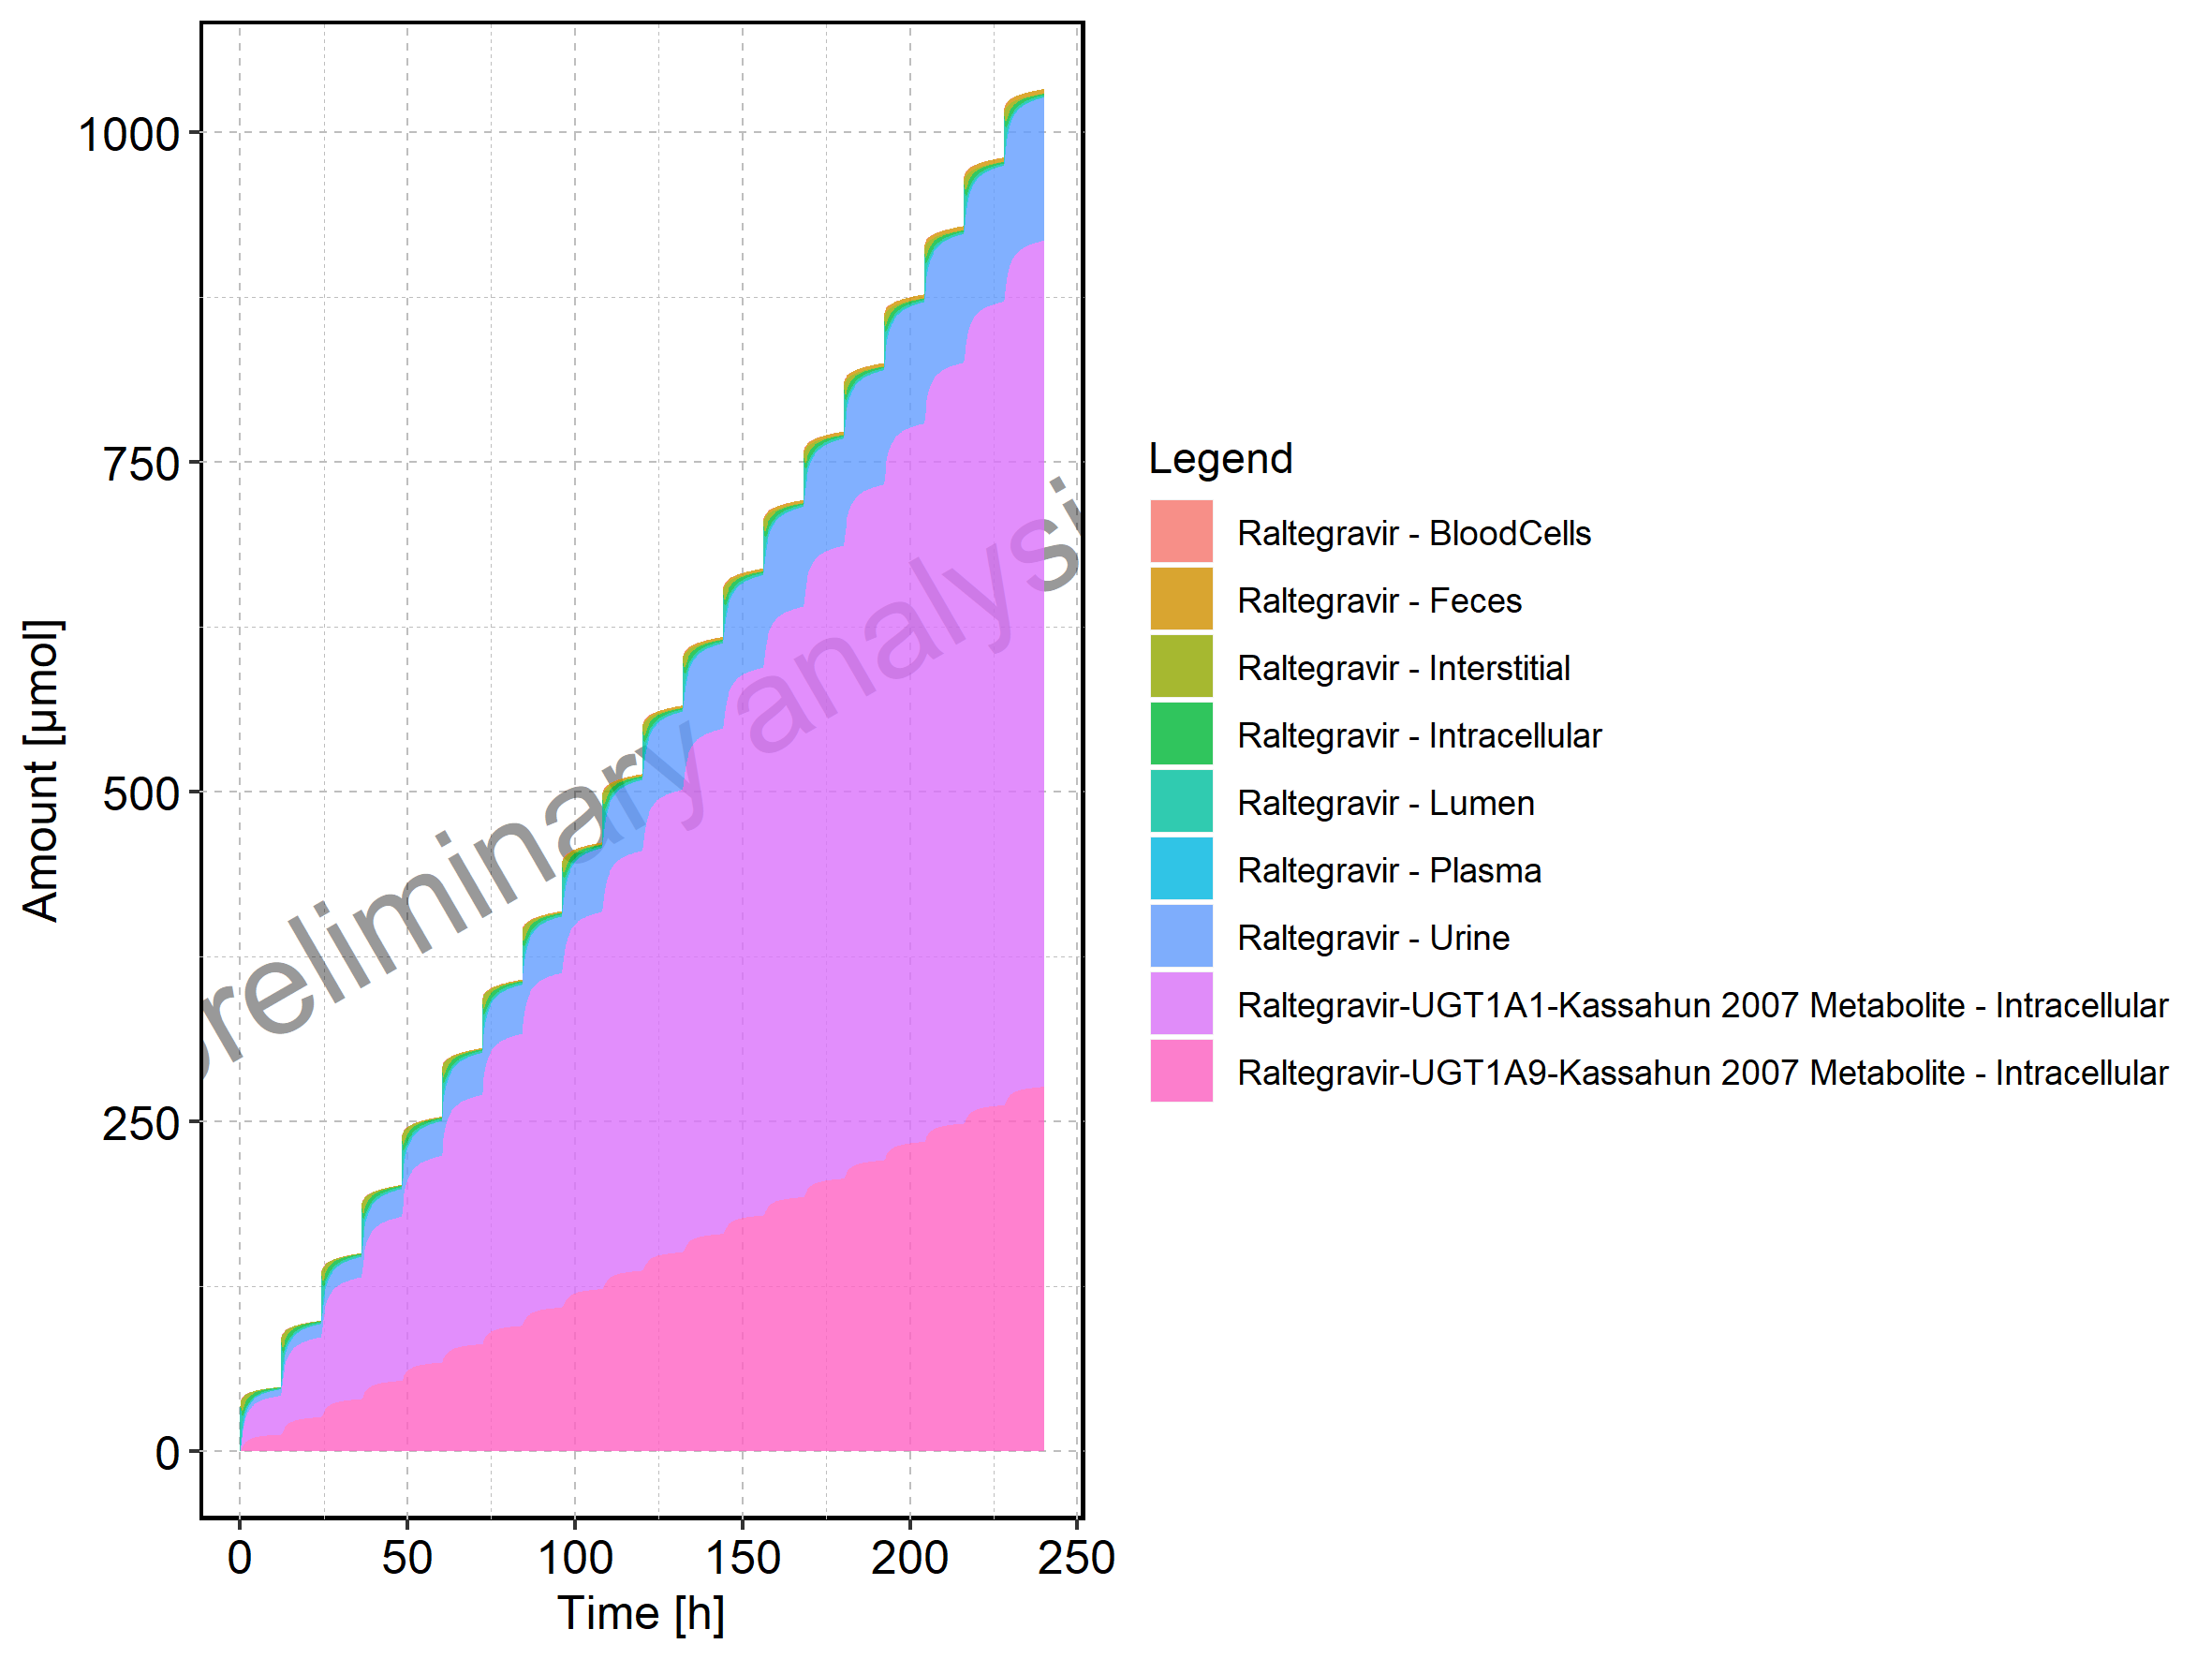 1000
750
500
250
0
Amount [µmol]
0 50 100 150 200 250
Time [h]
reliminary analysi
Legend
Raltegravir - BloodCells
Raltegravir - Feces
Raltegravir - Interstitial
Raltegravir - Intracellular
Raltegravir - Lumen
Raltegravir - Plasma
Raltegravir - Urine
Raltegravir-UGT1A1-Kassahun 2007 Metabolite - Intracellular
Raltegravir-UGT1A9-Kassahun 2007 Metabolite - Intracellular